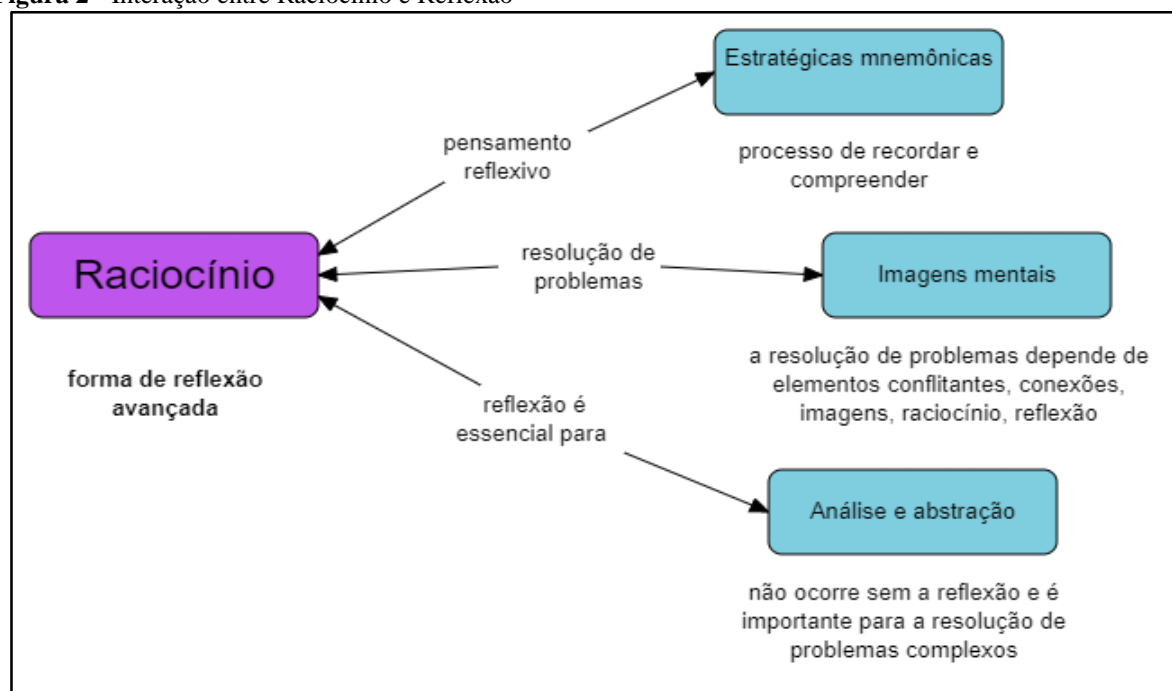 Figura 2 - Interação entre Raciocínio e Reflexão
Estratégicas mnemônicas
pensamento
reflexivo
processo de recordar e
compreender
Raciocínio
resolução de
problemas
Imagens mentais
forma de reflexão
avançada
a resolução de problemas depende de
elementos conflitantes, conexões,
imagens, raciocínio, reflexão
reflexão é
essencial para
Análise e abstração
não ocorre sem a reflexão e é
importante para a resolução de
problemas complexos